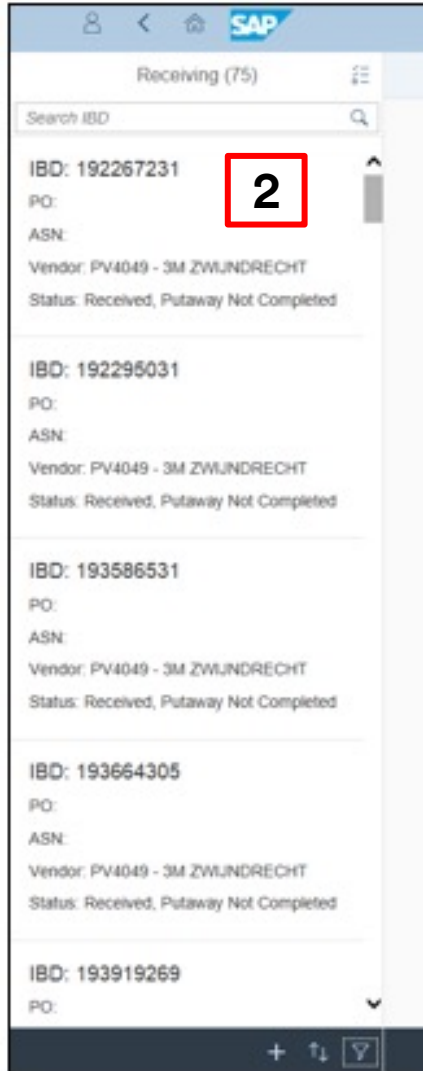 SAP
Receiving (75)
Search IBD
IBD: 192267231
2
PO:
ASN:
Vendor: PV4049 - 3M ZWIJNDRECHT
Status: Received, Putaway Not Completed
IBD: 192295031
PO:
ASN:
Vendor: PV4049 - 3M ZWIJNDRECHT
Status: Received, Putaway Not Completed
IBD: 193586531
PO:
ASN:
Vendor: PV4049 - 3M ZWIJNDRECHT
Status: Received, Putaway Not Completed
IBD: 193664305
PO:
ASN:
Vendor: PV4049 - 3M ZWIJNDRECHT
Status: Received, Putaway Not Completed
IBD: 193919269
PO: